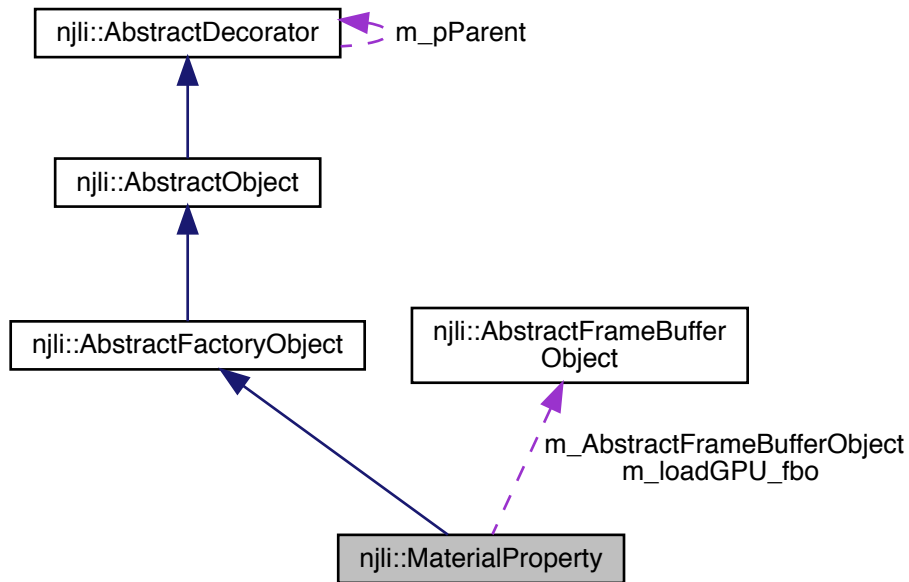 njli::AbstractDecorator
m_pParent
njli::AbstractObject
njli::AbstractFactoryObject
njli::AbstractFrameBuffer
Object
m_AbstractFrameBufferObject
m_loadGPU_fbo
njli::MaterialProperty